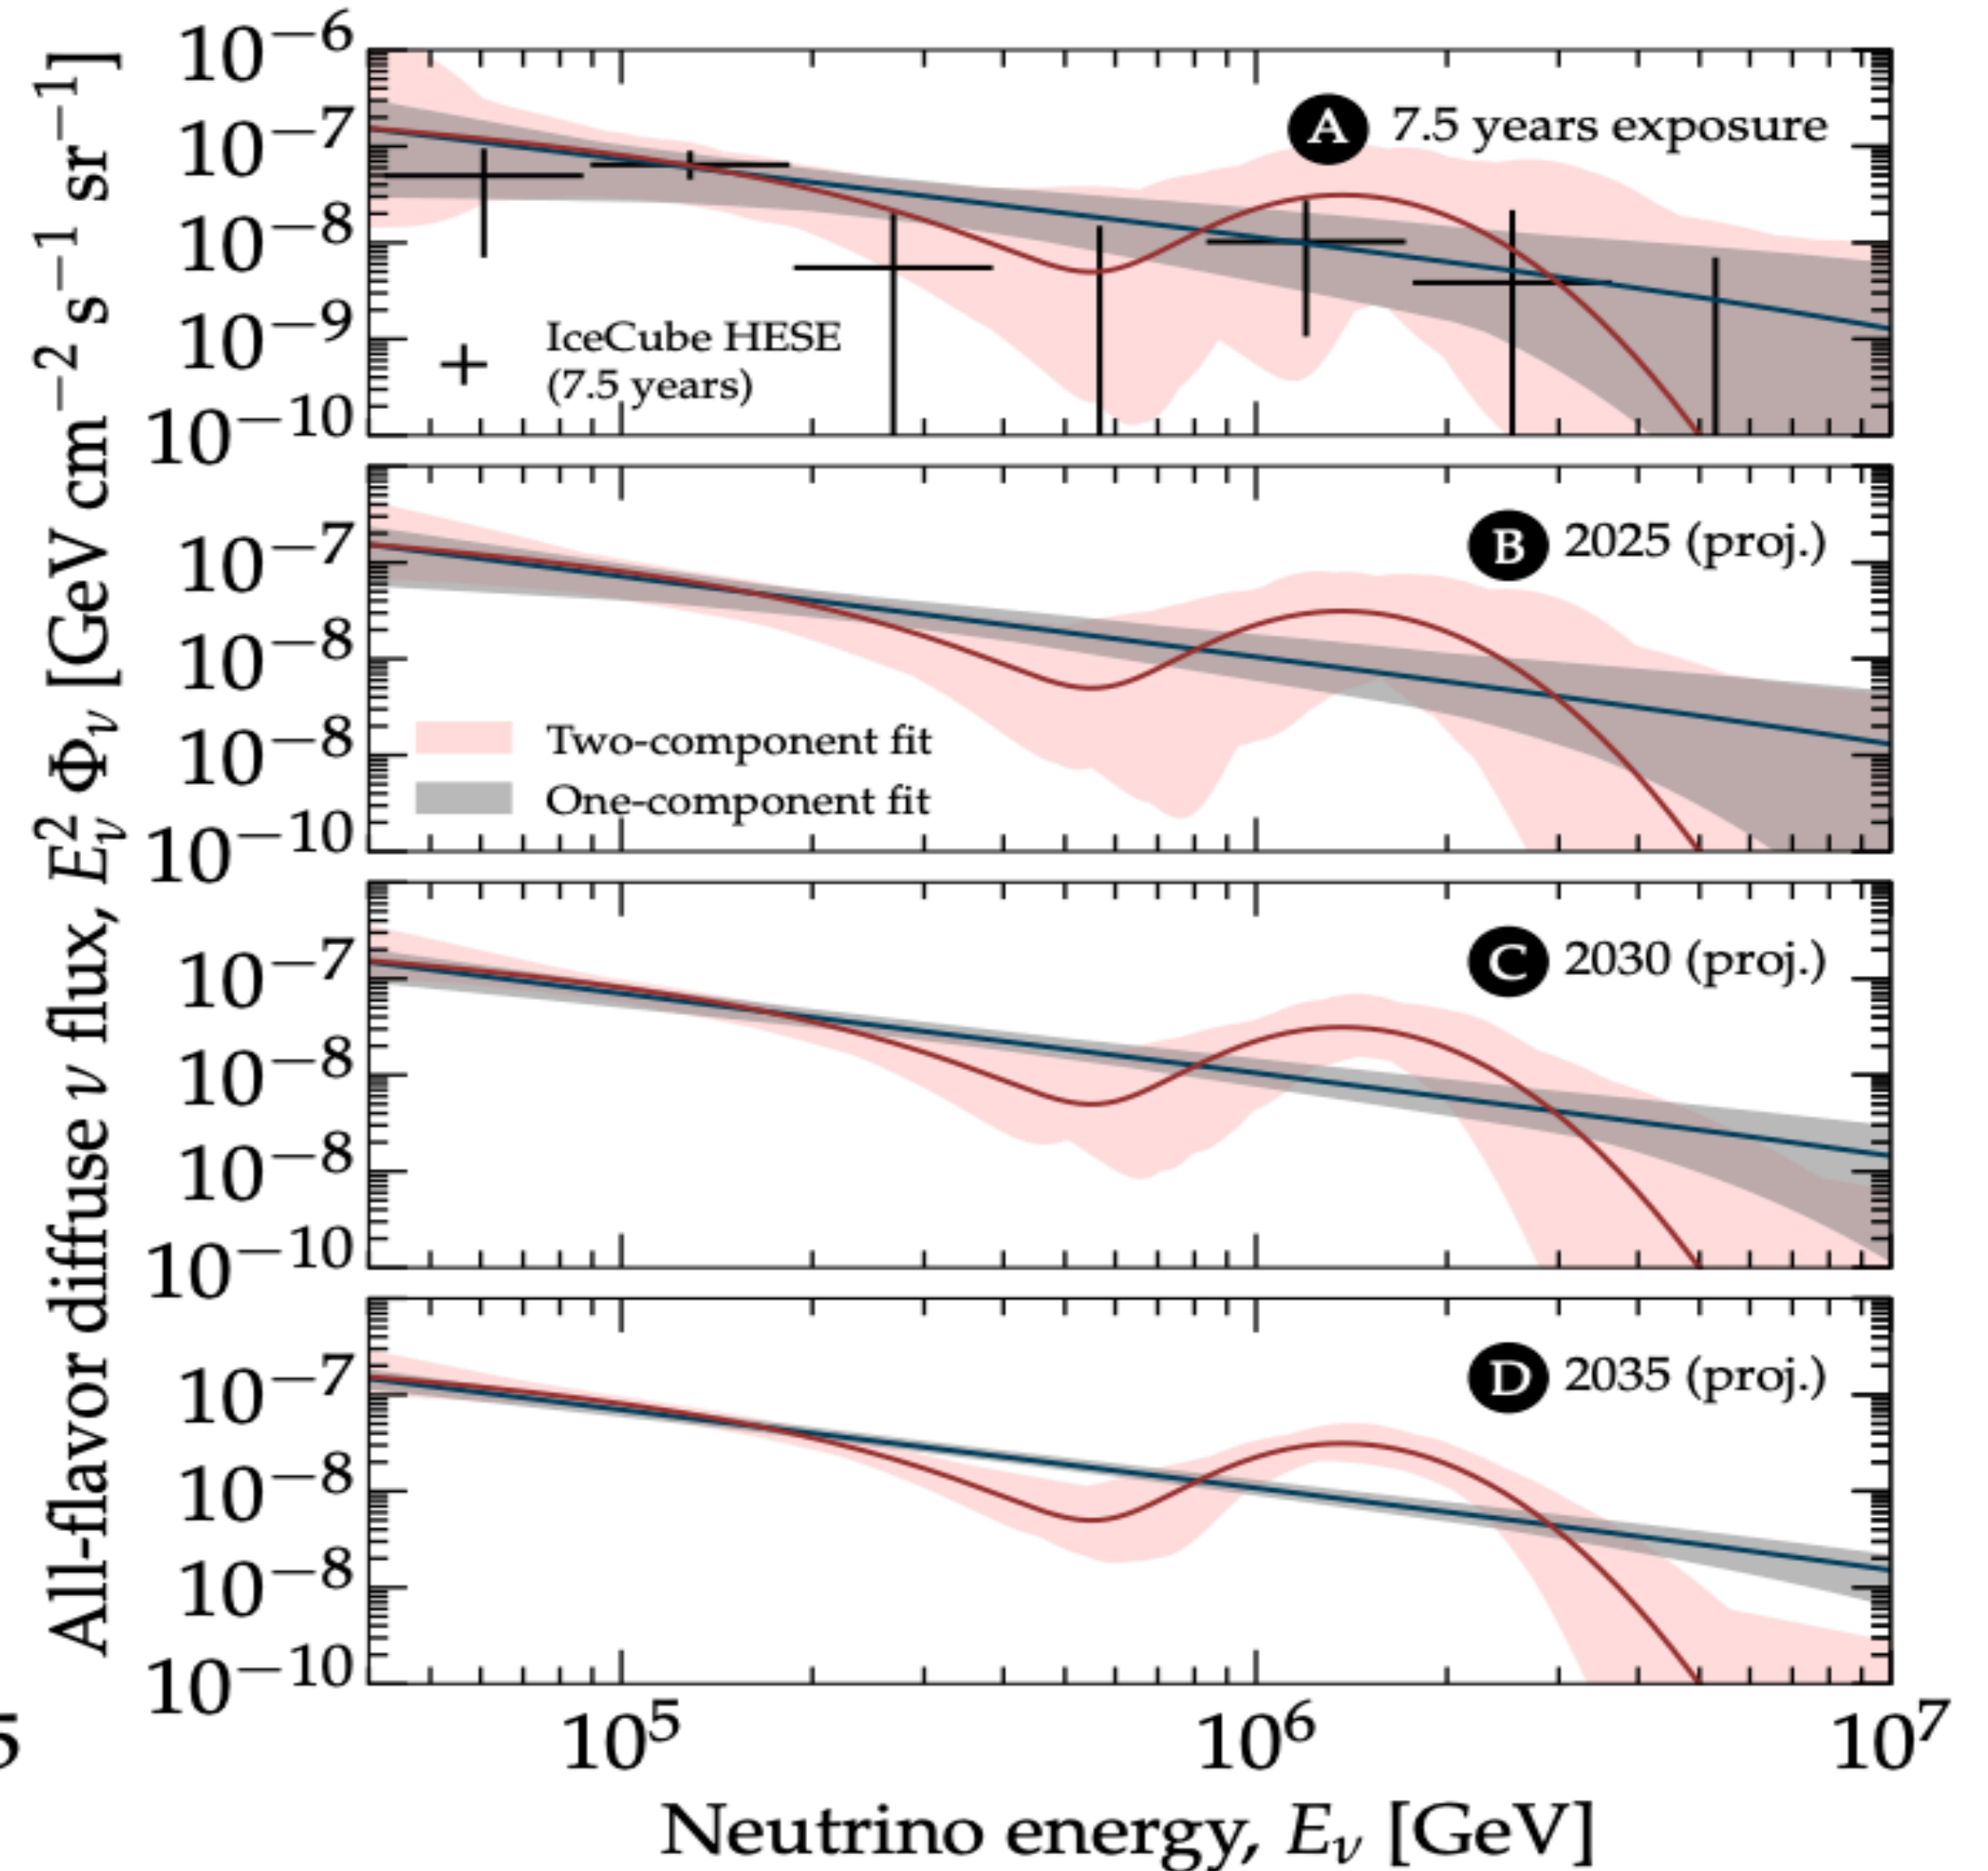 All-flavor diffuse ν flux, E²ν Φν [GeV cm⁻² s⁻¹ sr⁻¹]
10⁻⁶
10⁻⁷
10⁻⁸
10⁻⁹
10⁻¹⁰
A 7.5 years exposure
IceCube HESE
(7.5 years)
10⁻⁷
10⁻⁸
10⁻⁸
10⁻¹⁰
B 2025 (proj.)
Two-component fit
One-component fit
10⁻⁷
10⁻⁸
10⁻⁸
10⁻¹⁰
C 2030 (proj.)
10⁻⁷
10⁻⁸
10⁻⁸
10⁻¹⁰
D 2035 (proj.)
5
10⁵ 10⁶ 10⁷
Neutrino energy, Eν [GeV]